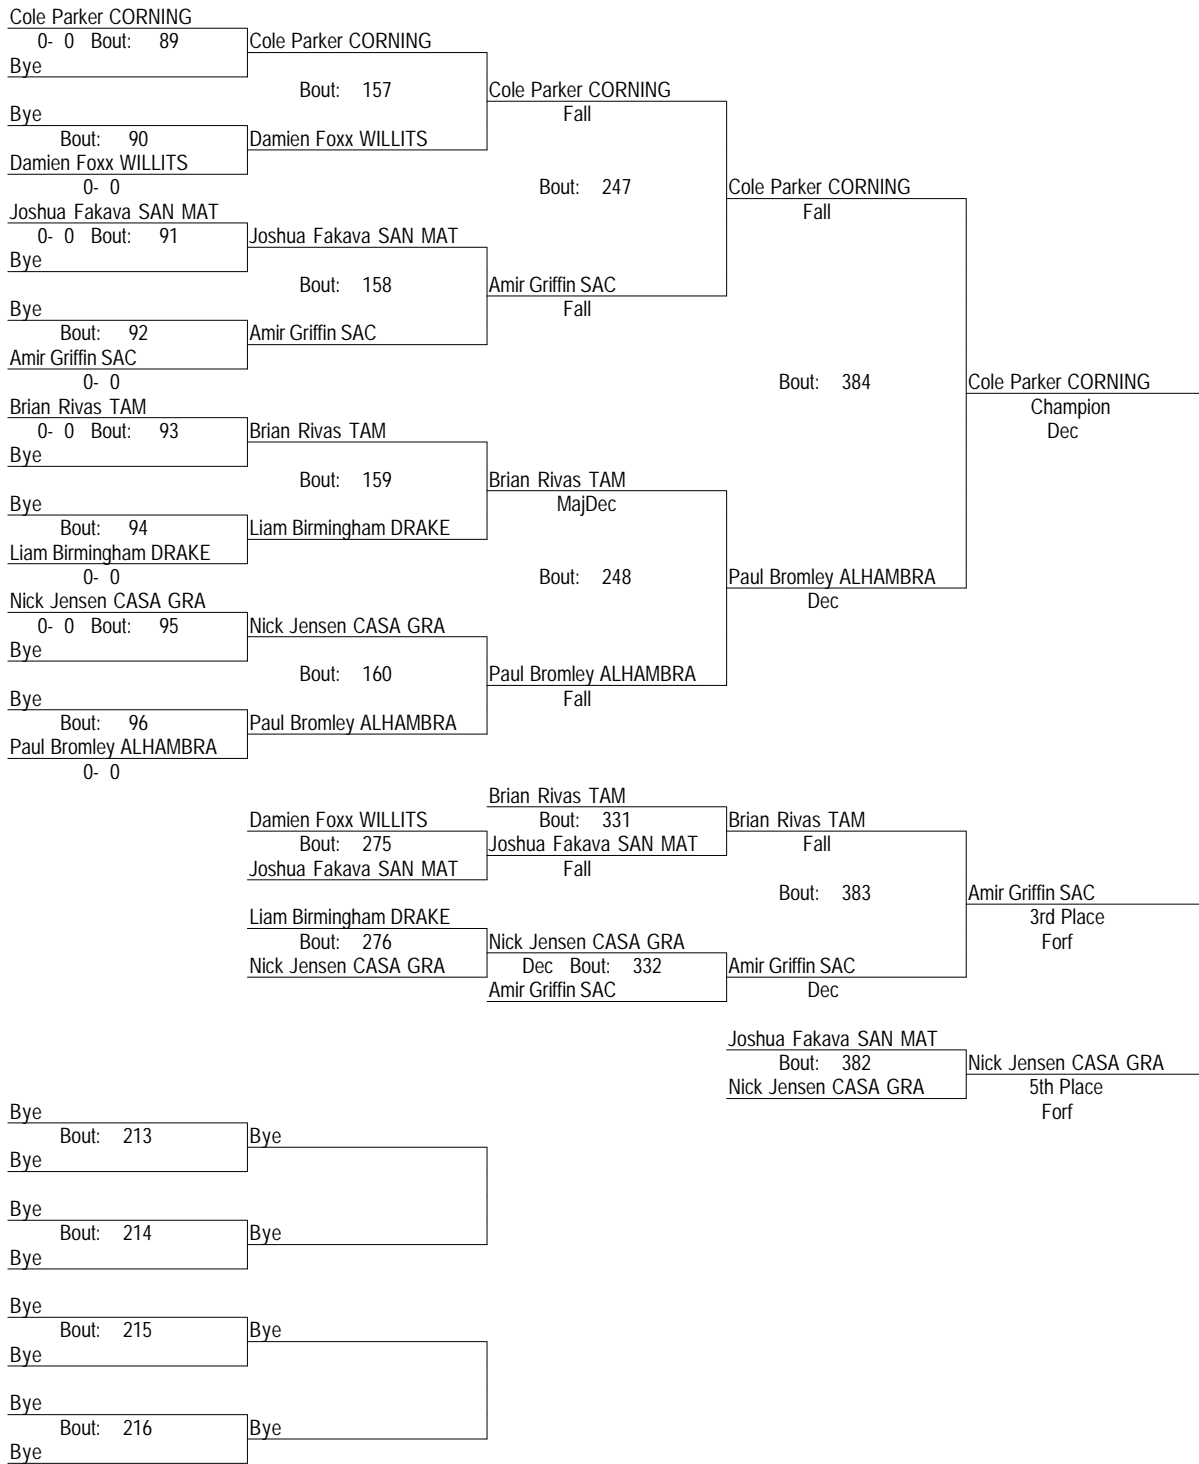 Cole Parker CORNING
0- 0 Bout: 89 Cole Parker CORNING
Bye
Bout: 157 Cole Parker CORNING
Bye Fall
Bout: 90 Damien Foxx WILLITS
Damien Foxx WILLITS
0- 0 Bout: 247 Cole Parker CORNING
Joshua Fakava SAN MAT Fall
0- 0 Bout: 91 Joshua Fakava SAN MAT
Bye
Bout: 158 Amir Griffin SAC
Bye Fall
Bout: 92 Amir Griffin SAC
Amir Griffin SAC
0- 0 Bout: 384 Cole Parker CORNING
Brian Rivas TAM Champion
0- 0 Bout: 93 Brian Rivas TAM Dec
Bye
Bout: 159 Brian Rivas TAM
Bye MajDec
Bout: 94 Liam Birmingham DRAKE
Liam Birmingham DRAKE
0- 0 Bout: 248 Paul Bromley ALHAMBRA
Nick Jensen CASA GRA Dec
0- 0 Bout: 95 Nick Jensen CASA GRA
Bye
Bout: 160 Paul Bromley ALHAMBRA
Bye Fall
Bout: 96 Paul Bromley ALHAMBRA
Paul Bromley ALHAMBRA
0- 0
Brian Rivas TAM
Damien Foxx WILLITS Bout: 331 Brian Rivas TAM
Bout: 275 Joshua Fakava SAN MAT Fall
Joshua Fakava SAN MAT Fall
Bout: 383 Amir Griffin SAC
Liam Birmingham DRAKE 3rd Place
Bout: 276 Nick Jensen CASA GRA Forf
Nick Jensen CASA GRA Dec Bout: 332 Amir Griffin SAC
Amir Griffin SAC Dec
Joshua Fakava SAN MAT
Bout: 382 Nick Jensen CASA GRA
Nick Jensen CASA GRA 5th Place
Bye Forf
Bout: 213 Bye
Bye
Bye
Bout: 214 Bye
Bye
Bye
Bout: 215 Bye
Bye
Bye
Bout: 216 Bye
Bye